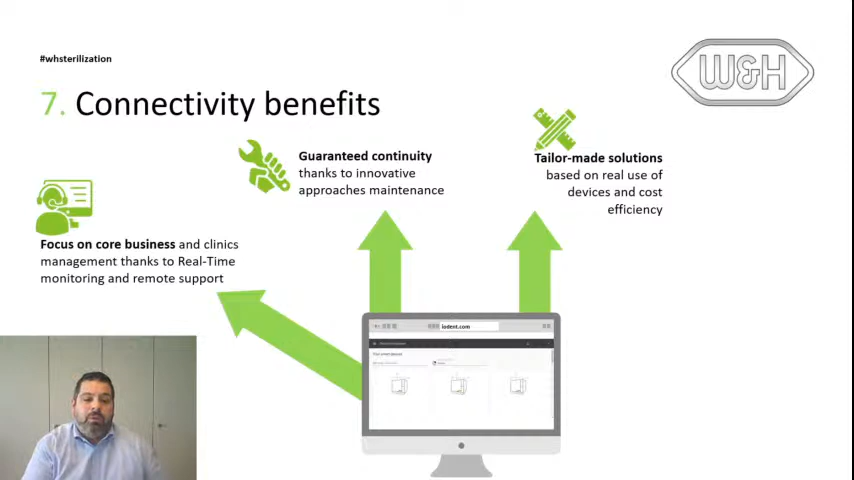 #whsterilization
W&H
7. Connectivity benefits
Guaranteed continuity
thanks to innovative
approaches maintenance
Tailor-made solutions
based on real use of
devices and cost
efficiency
Focus on core business and clinics
management thanks to Real-Time
monitoring and remote support
iodent.com